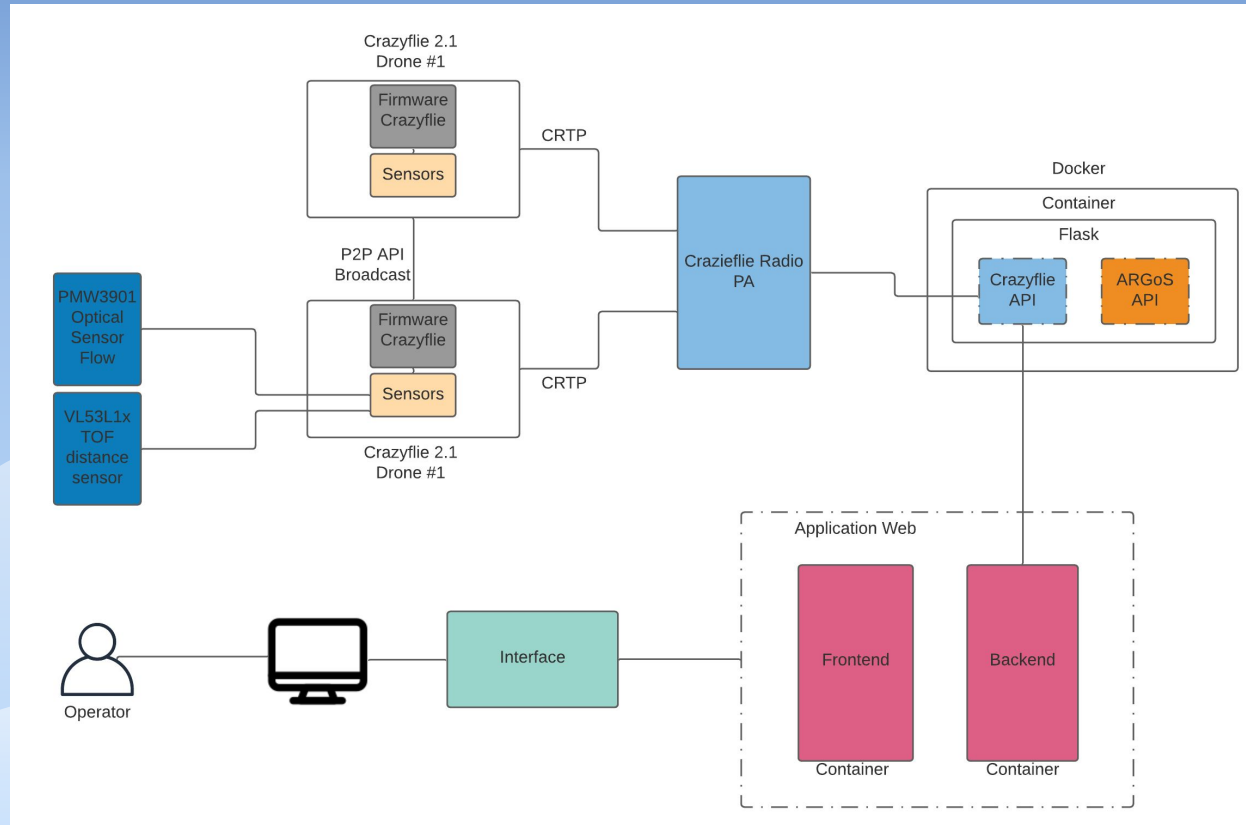 Crazyflie 2.1
Drone #1
Firmware
Crazyflie
Sensors
CRTP
P2P API
Broadcast
PMW3901
Optical
Sensor
Flow
VL53L1x
TOF
distance
sensor
Firmware
Crazyflie
Sensors
CRTP
Crazyflie 2.1
Drone #1
Crazieflie Radio
PA
Docker
Container
Flask
Crazyflie
API
ARGoS
API
Application Web
Frontend
Container
Backend
Container
Interface
Operator